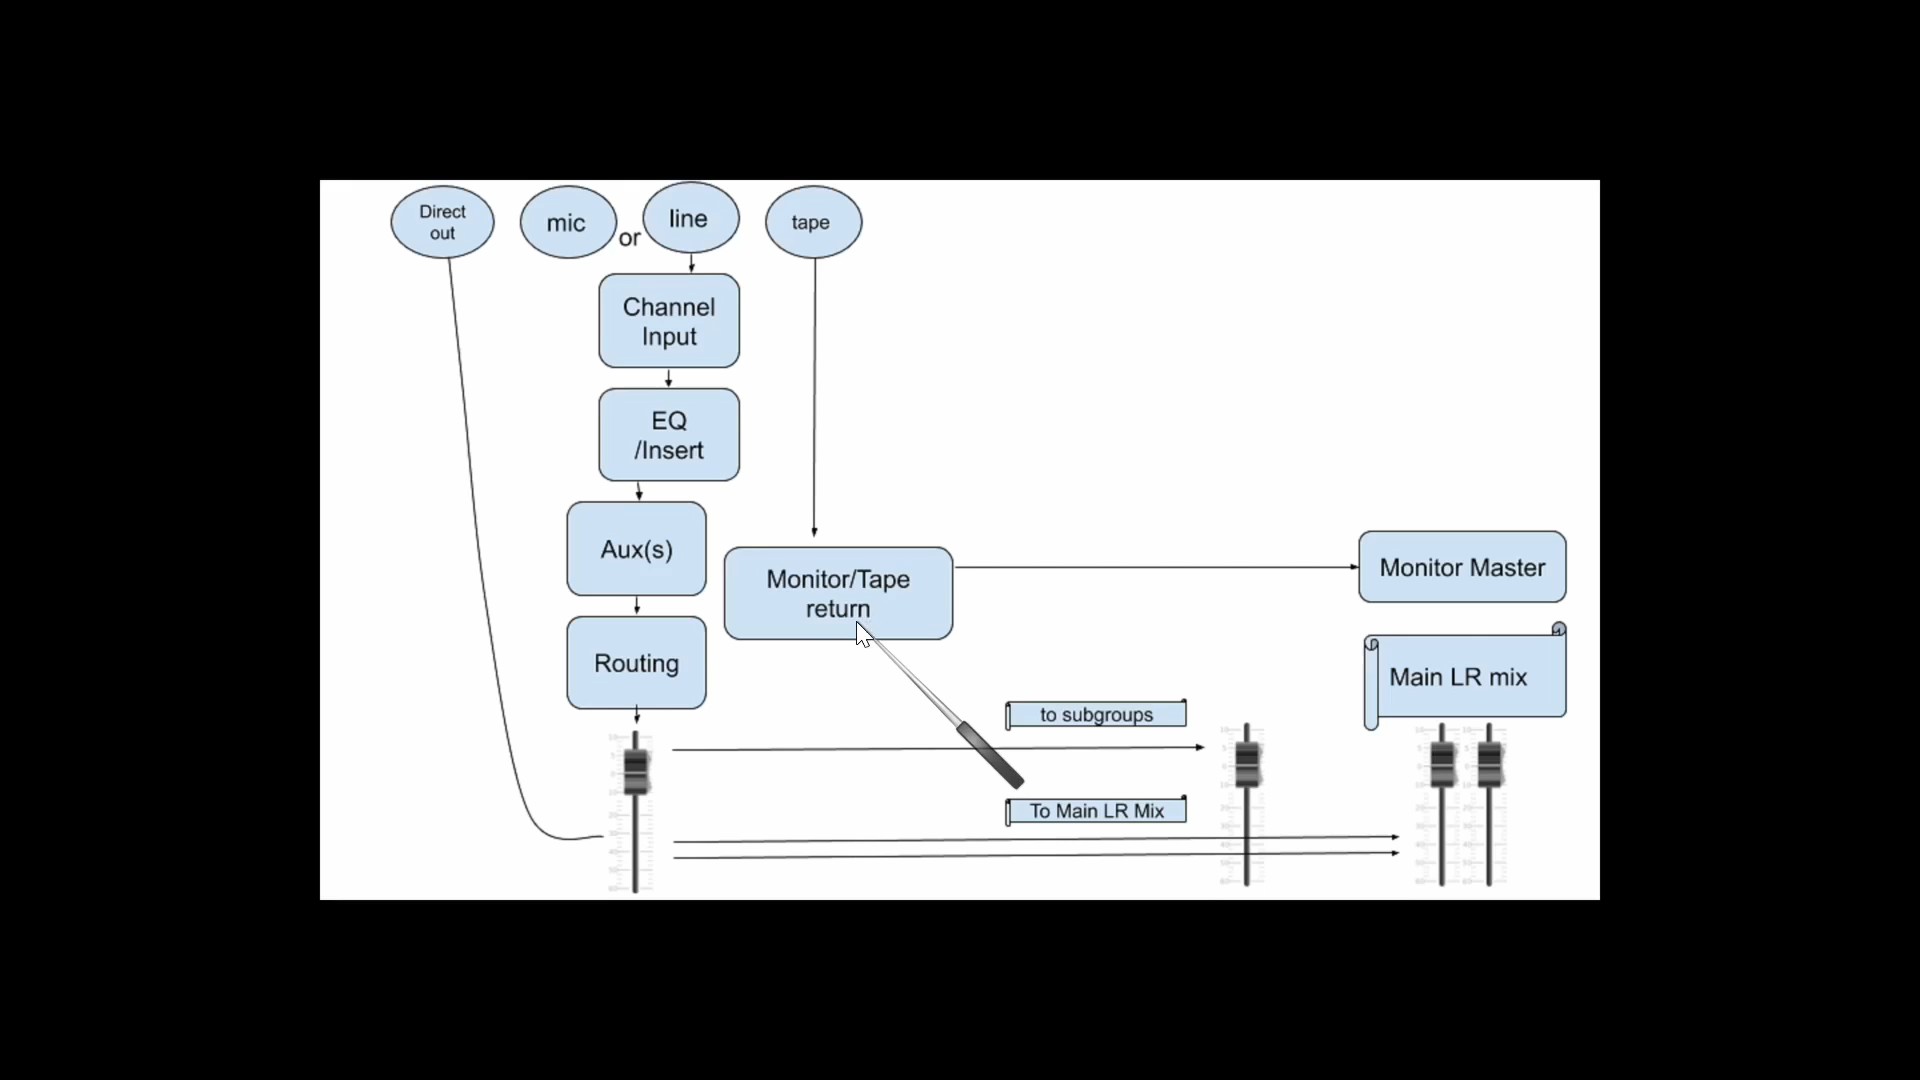 Direct
out
mic
or
line
tape
Channel
Input
EQ
/Insert
Aux(s)
Monitor/Tape
return
Monitor Master
Routing
Main LR mix
to subgroups
To Main LR Mix